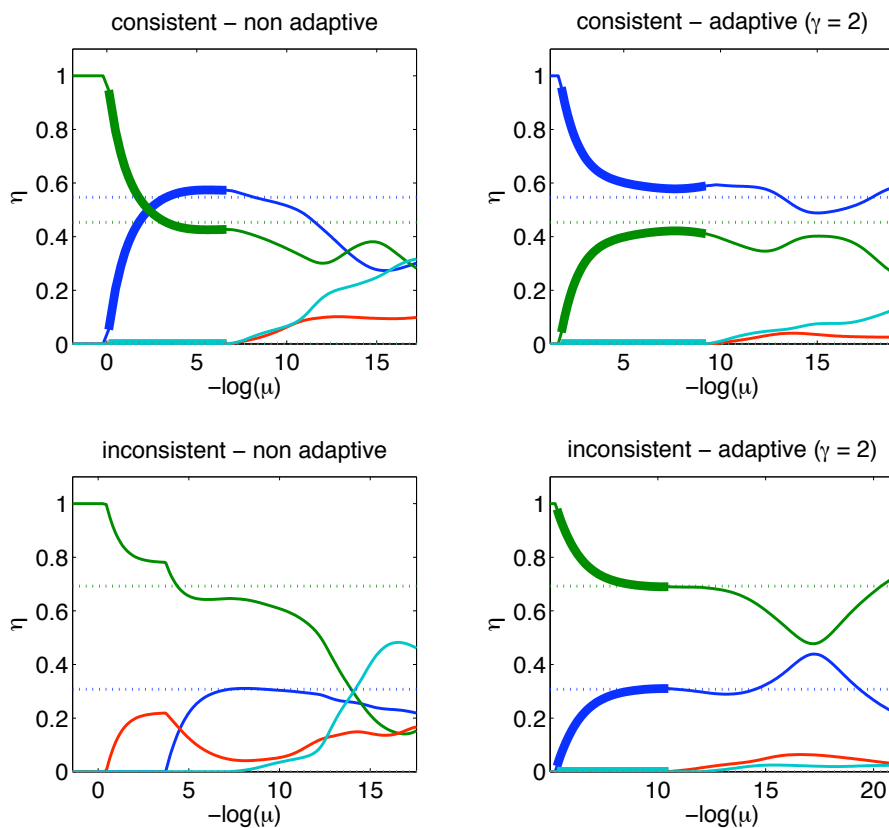 consistent – non adaptive
1
0.8
0.6
0.4
0.2
0
η
0 5 10 15
−log(μ)
consistent – adaptive (γ = 2)
1
0.8
0.6
0.4
0.2
0
η
5 10 15
−log(μ)
inconsistent – non adaptive
1
0.8
0.6
0.4
0.2
0
η
0 5 10 15
−log(μ)
inconsistent – adaptive (γ = 2)
1
0.8
0.6
0.4
0.2
0
η
10 15 20
−log(μ)